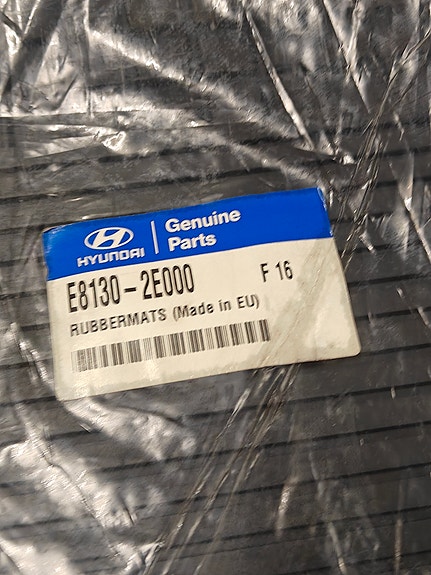 HYUNDAI
Genuine
Parts
E8130-2E000 F 16
RUBBERMATS (Made in EU)